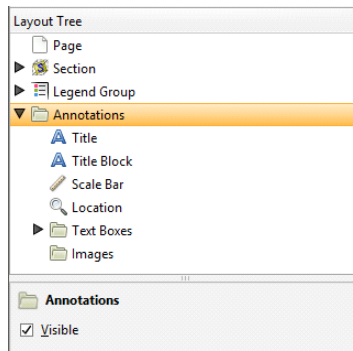 Layout Tree
Page
Section
Legend Group
Annotations
Title
Title Block
Scale Bar
Location
Text Boxes
Images
Annotations
Visible